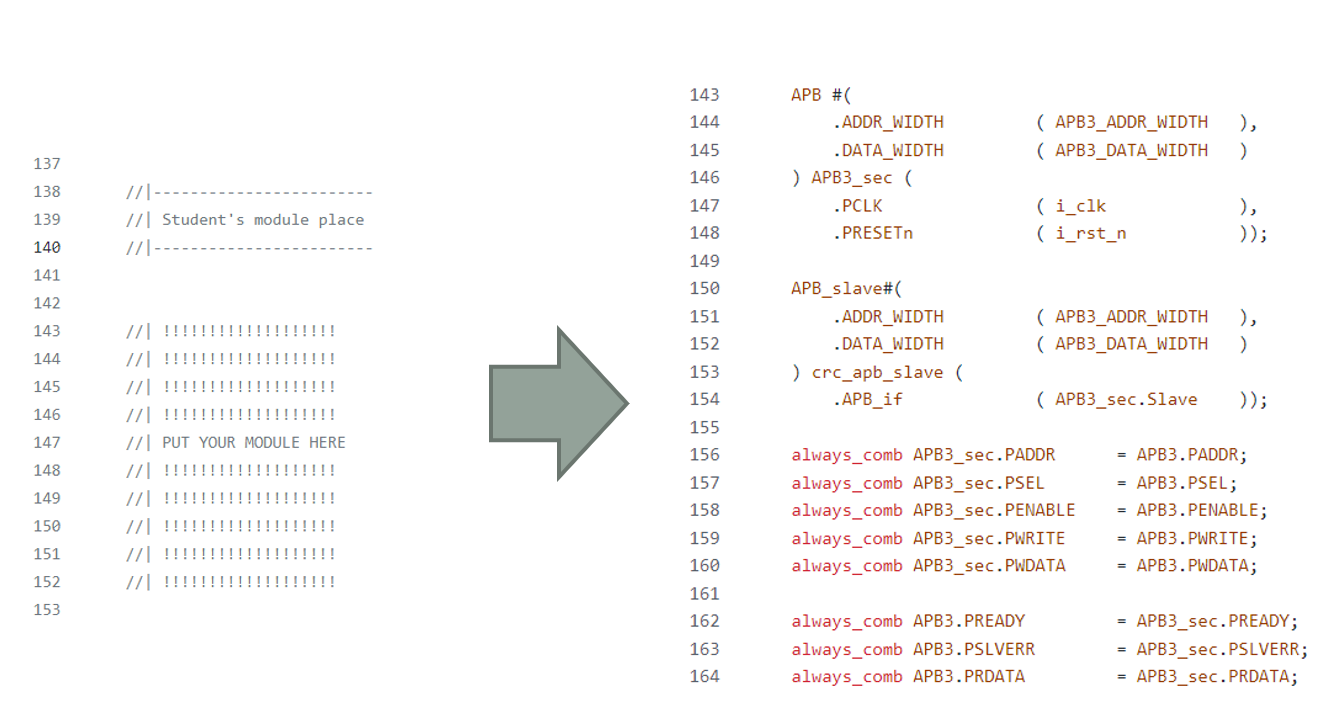 137
138 //|------------------------
139 //| Student's module place
140 //|------------------------
141
142
143 //| !!!!!!!!!!!!!!!!!!!
144 //| !!!!!!!!!!!!!!!!!!!
145 //| !!!!!!!!!!!!!!!!!!!
146 //| !!!!!!!!!!!!!!!!!!!
147 //| PUT YOUR MODULE HERE
148 //| !!!!!!!!!!!!!!!!!!!
149 //| !!!!!!!!!!!!!!!!!!!
150 //| !!!!!!!!!!!!!!!!!!!
151 //| !!!!!!!!!!!!!!!!!!!
152 //| !!!!!!!!!!!!!!!!!!!
153
143 APB #(
144 .ADDR_WIDTH ( APB3_ADDR_WIDTH ),
145 .DATA_WIDTH ( APB3_DATA_WIDTH )
146 ) APB3_sec (
147 .PCLK ( i_clk ),
148 .PRESETn ( i_rst_n ));
149
150 APB_slave#(
151 .ADDR_WIDTH ( APB3_ADDR_WIDTH ),
152 .DATA_WIDTH ( APB3_DATA_WIDTH )
153 ) crc_apb_slave (
154 .APB_if ( APB3_sec.Slave ));
155
156 always_comb APB3_sec.PADDR = APB3.PADDR;
157 always_comb APB3_sec.PSEL = APB3.PSEL;
158 always_comb APB3_sec.PENABLE = APB3.PENABLE;
159 always_comb APB3_sec.PWRITE = APB3.PWRITE;
160 always_comb APB3_sec.PWDATA = APB3.PWDATA;
161
162 always_comb APB3.PREADY = APB3_sec.PREADY;
163 always_comb APB3.PSLVERR = APB3_sec.PSLVERR;
164 always_comb APB3.PRDATA = APB3_sec.PRDATA;